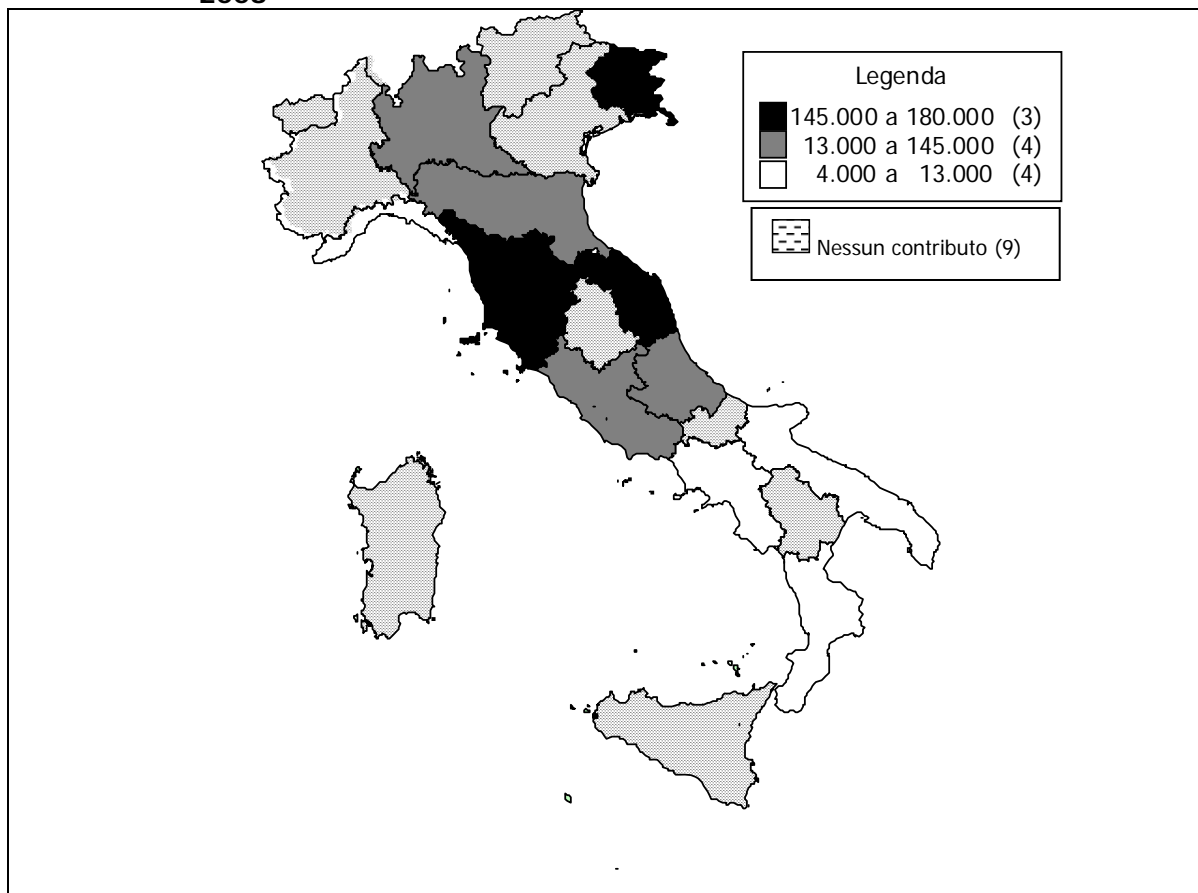 Legenda
145.000 a 180.000 (3)
13.000 a 145.000 (4)
4.000 a 13.000 (4)
Nessun contributo (9)